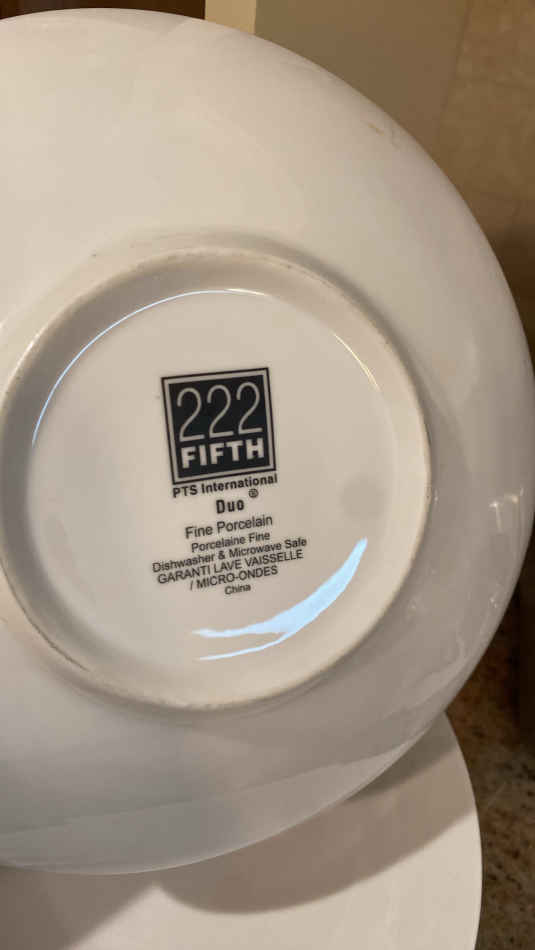 222
FIFTH
PTS International
®
Duo
Fine Porcelain
Porcelaine Fine
Dishwasher & Microwave Safe
GARANTI LAVE VAISSELLE
/ MICRO-ONDES
China